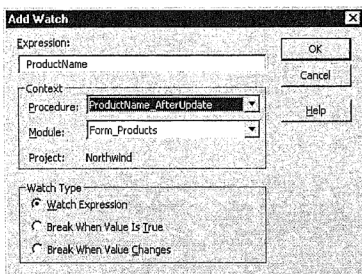 Add Watch
Expression:
ProductName
OK
Cancel
Help
Context
Procedure: ProductName_AfterUpdate
Module: Form_Products
Project: Northwind
Watch Type
Watch Expression
Break When Value Is True
Break When Value Changes